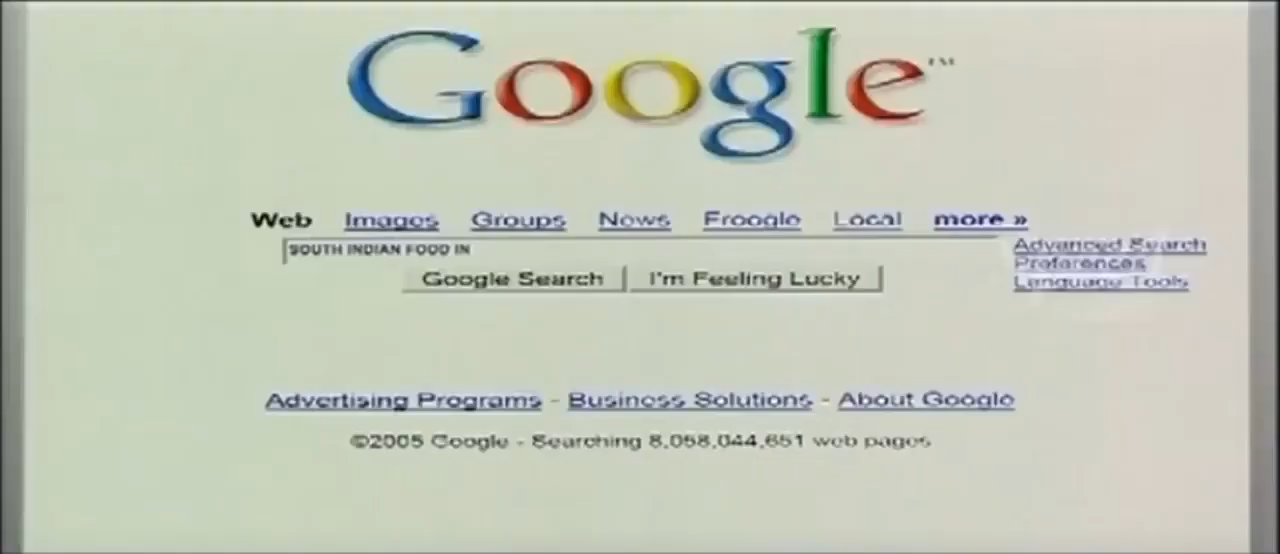 Google™
Web Images Groups News Froogle Local more »
SOUTH INDIAN FOOD IN
Advanced Search
Preferences
Language Tools
Google Search I'm Feeling Lucky
Advertising Programs - Business Solutions - About Google
©2005 Google - Searching 8,058,044,651 web pages